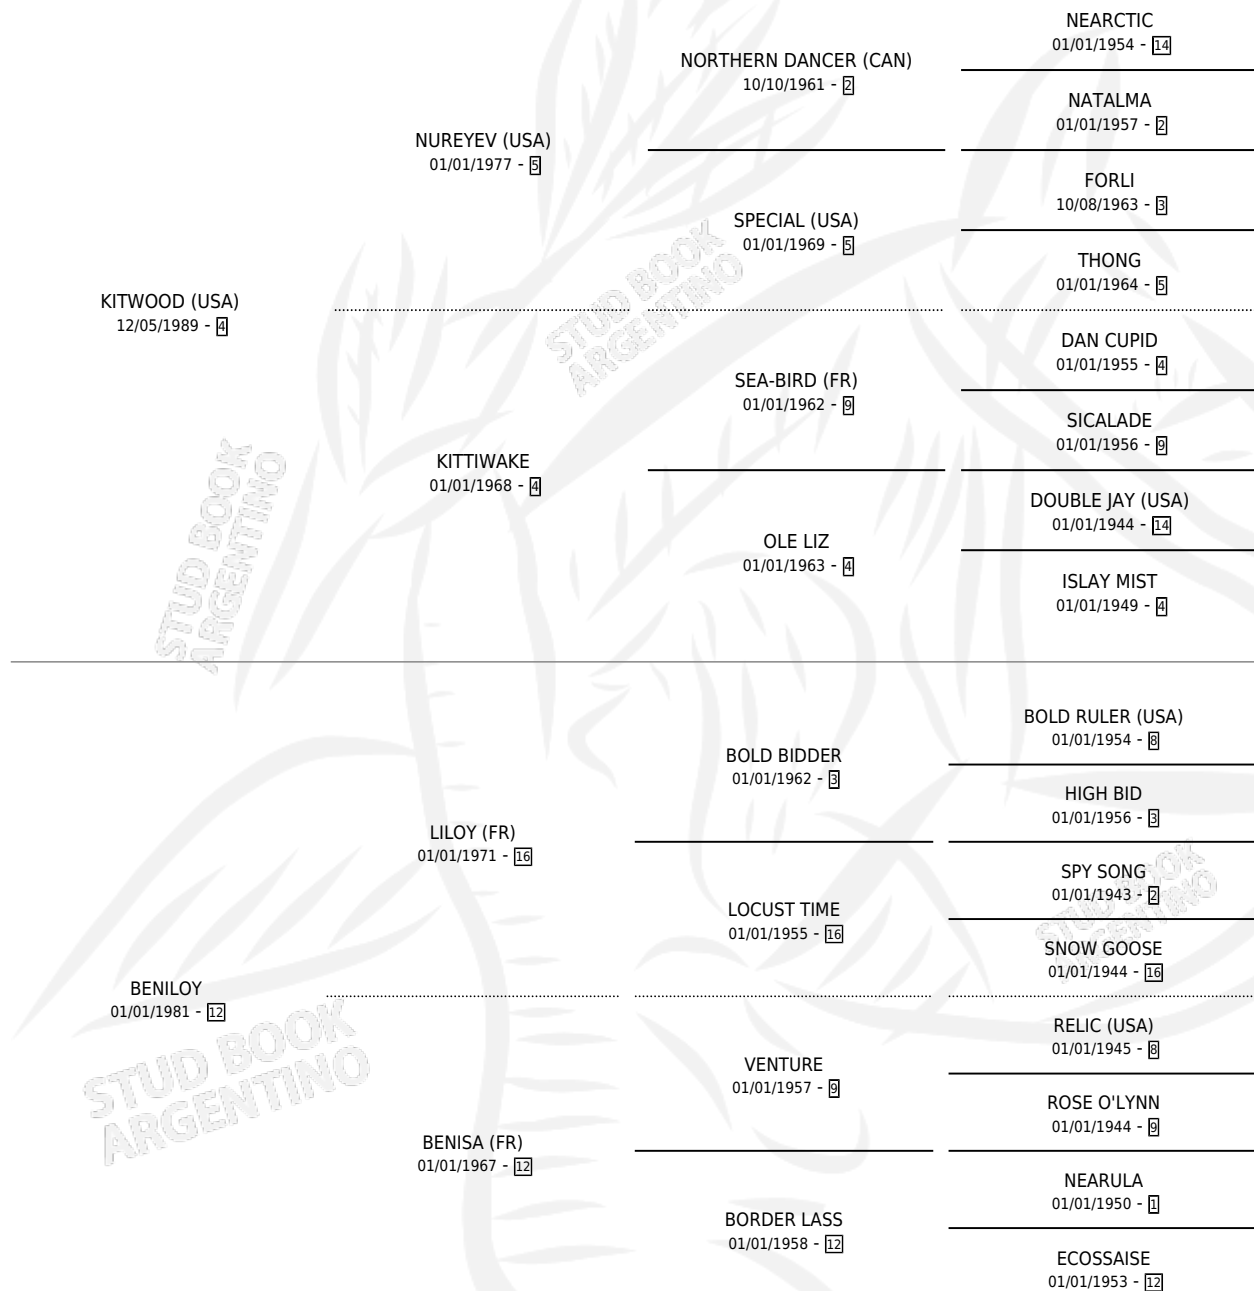 NEARCTIC
01/01/1954 - 14
NORTHERN DANCER (CAN)
10/10/1961 - 2
NATALMA
01/01/1957 - 2
NUREYEV (USA)
01/01/1977 - 5
FORLI
10/08/1963 - 3
SPECIAL (USA)
01/01/1969 - 5
THONG
01/01/1964 - 5
KITWOOD (USA)
12/05/1989 - 4
DAN CUPID
01/01/1955 - 4
SEA-BIRD (FR)
01/01/1962 - 9
SICALADE
01/01/1956 - 9
KITTIWAKE
01/01/1968 - 4
DOUBLE JAY (USA)
01/01/1944 - 14
OLE LIZ
01/01/1963 - 4
ISLAY MIST
01/01/1949 - 4
BOLD RULER (USA)
01/01/1954 - 8
BOLD BIDDER
01/01/1962 - 3
HIGH BID
01/01/1956 - 3
LILOY (FR)
01/01/1971 - 16
SPY SONG
01/01/1943 - 2
LOCUST TIME
01/01/1955 - 16
SNOW GOOSE
01/01/1944 - 16
BENILOY
01/01/1981 - 12
RELIC (USA)
01/01/1945 - 8
VENTURE
01/01/1957 - 9
ROSE O'LYNN
01/01/1944 - 9
BENISA (FR)
01/01/1967 - 12
NEARULA
01/01/1950 - 1
BORDER LASS
01/01/1958 - 12
ECOSSAISE
01/01/1953 - 12
STUD BOOK
ARGENTINO
STUD BOOK
ARGENTINO
STUD BOOK
ARGENTINO
STUD BOOK
ARGENTINO